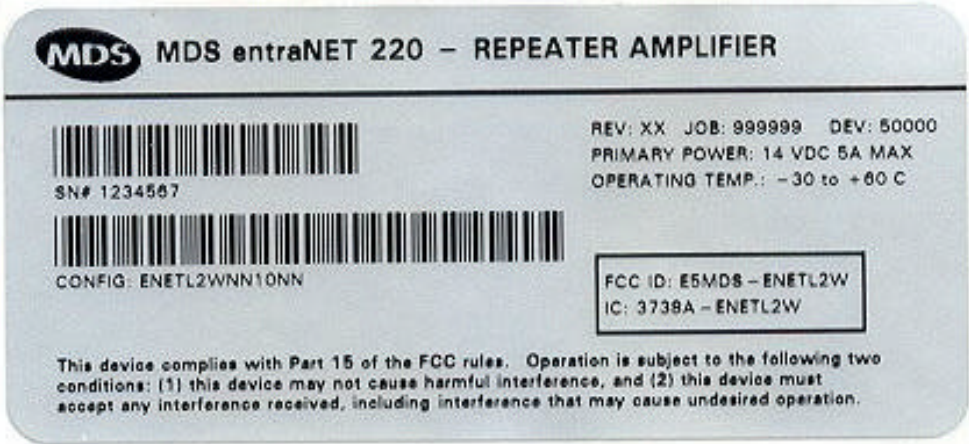 MDS MDS entraNET 220 – REPEATER AMPLIFIER
REV: XX JOB: 999999 DEV: 50000
PRIMARY POWER: 14 VDC 5A MAX
OPERATING TEMP.: -30 to +60 C
SN# 1234567
CONFIG: ENETL2WNN10NN
FCC ID: E5MDS-ENETL2W
IC: 3738A-ENETL2W
This device complies with Part 15 of the FCC rules. Operation is subject to the following two
conditions: (1) this device may not cause harmful interference, and (2) this device must
accept any interference received, including interference that may cause undesired operation.